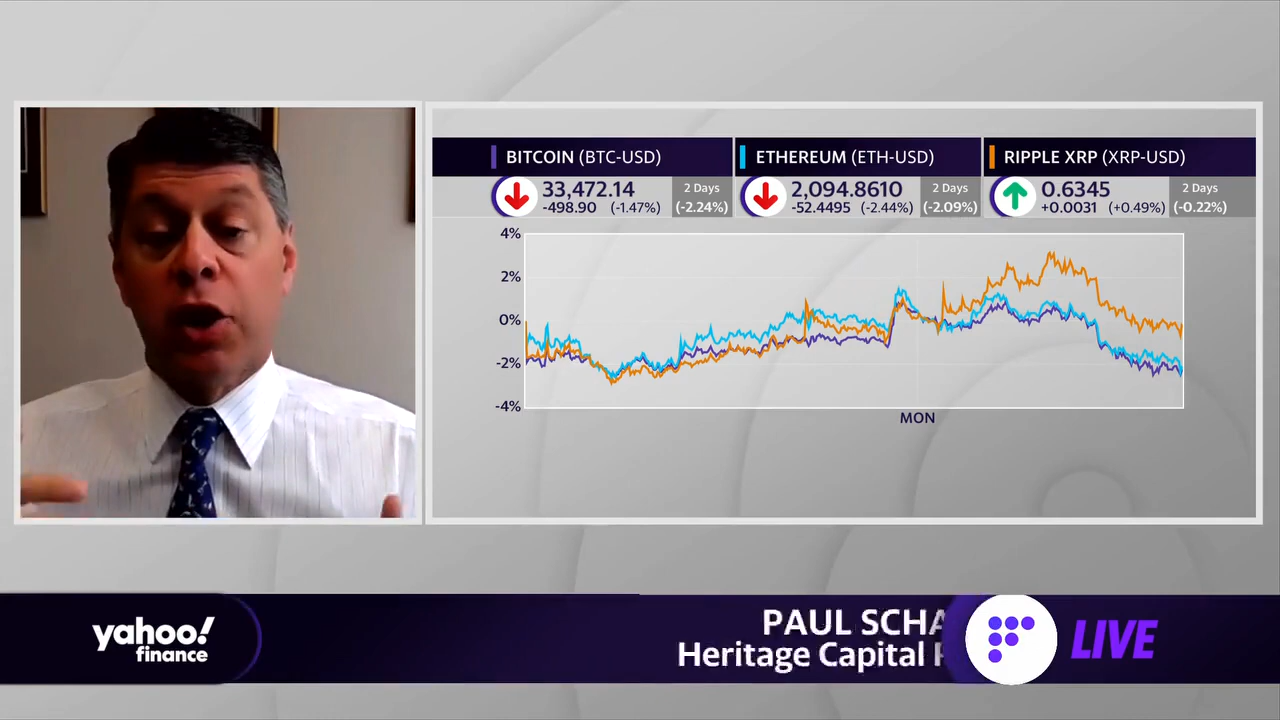 BITCOIN (BTC-USD)
33,472.14
-498.90 (-1.47%)
2 Days
(-2.24%)
ETHEREUM (ETH-USD)
2,094.8610
-52.4495 (-2.44%)
2 Days
(-2.09%)
RIPPLE XRP (XRP-USD)
0.6345
+0.0031 (+0.49%)
2 Days
(-0.22%)
4%
2%
0%
-2%
-4%
MON
yahoo!
finance
PAUL SCHA
Heritage Capital
LIVE